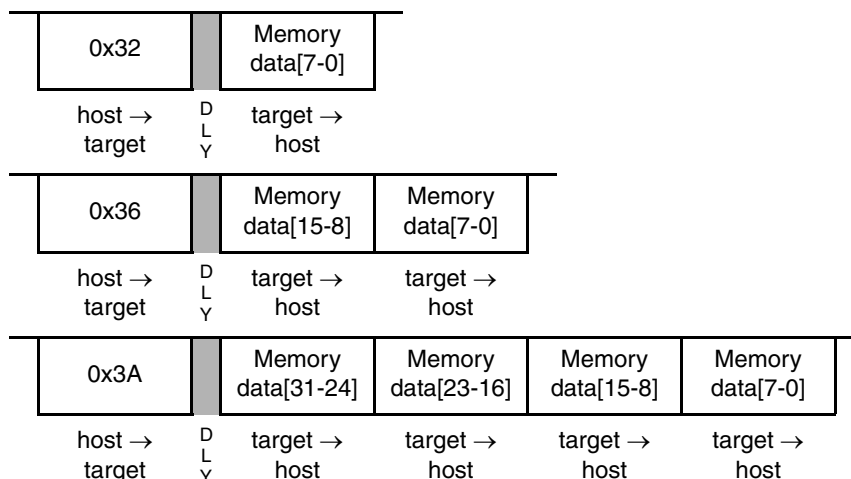 0x32 Memory
data[7-0]
host → D L Y target →
target host
0x36 Memory Memory
data[15-8] data[7-0]
host → D L Y target → target →
target host host
0x3A Memory Memory Memory Memory
data[31-24] data[23-16] data[15-8] data[7-0]
host → D L Y target → target → target → target →
target host host host host